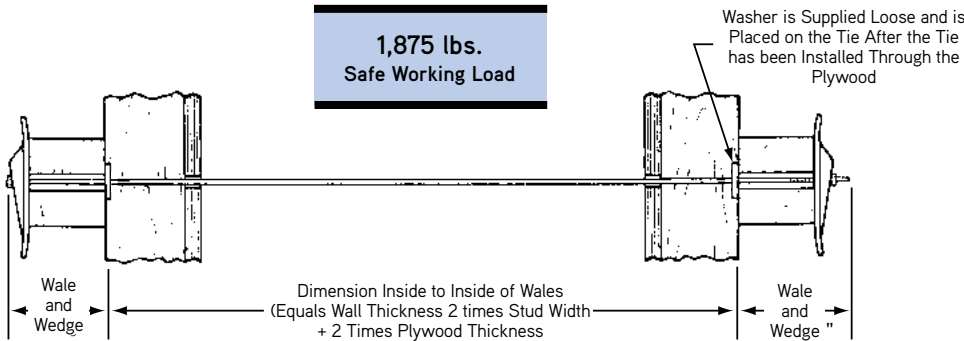 1,875 lbs.
Safe Working Load
Washer is Supplied Loose and is
Placed on the Tie After the Tie
has been Installed Through the
Plywood
Wale
and
Wedge
Dimension Inside to Inside of Wales
(Equals Wall Thickness 2 times Stud Width
+ 2 Times Plywood Thickness
Wale
and
Wedge "